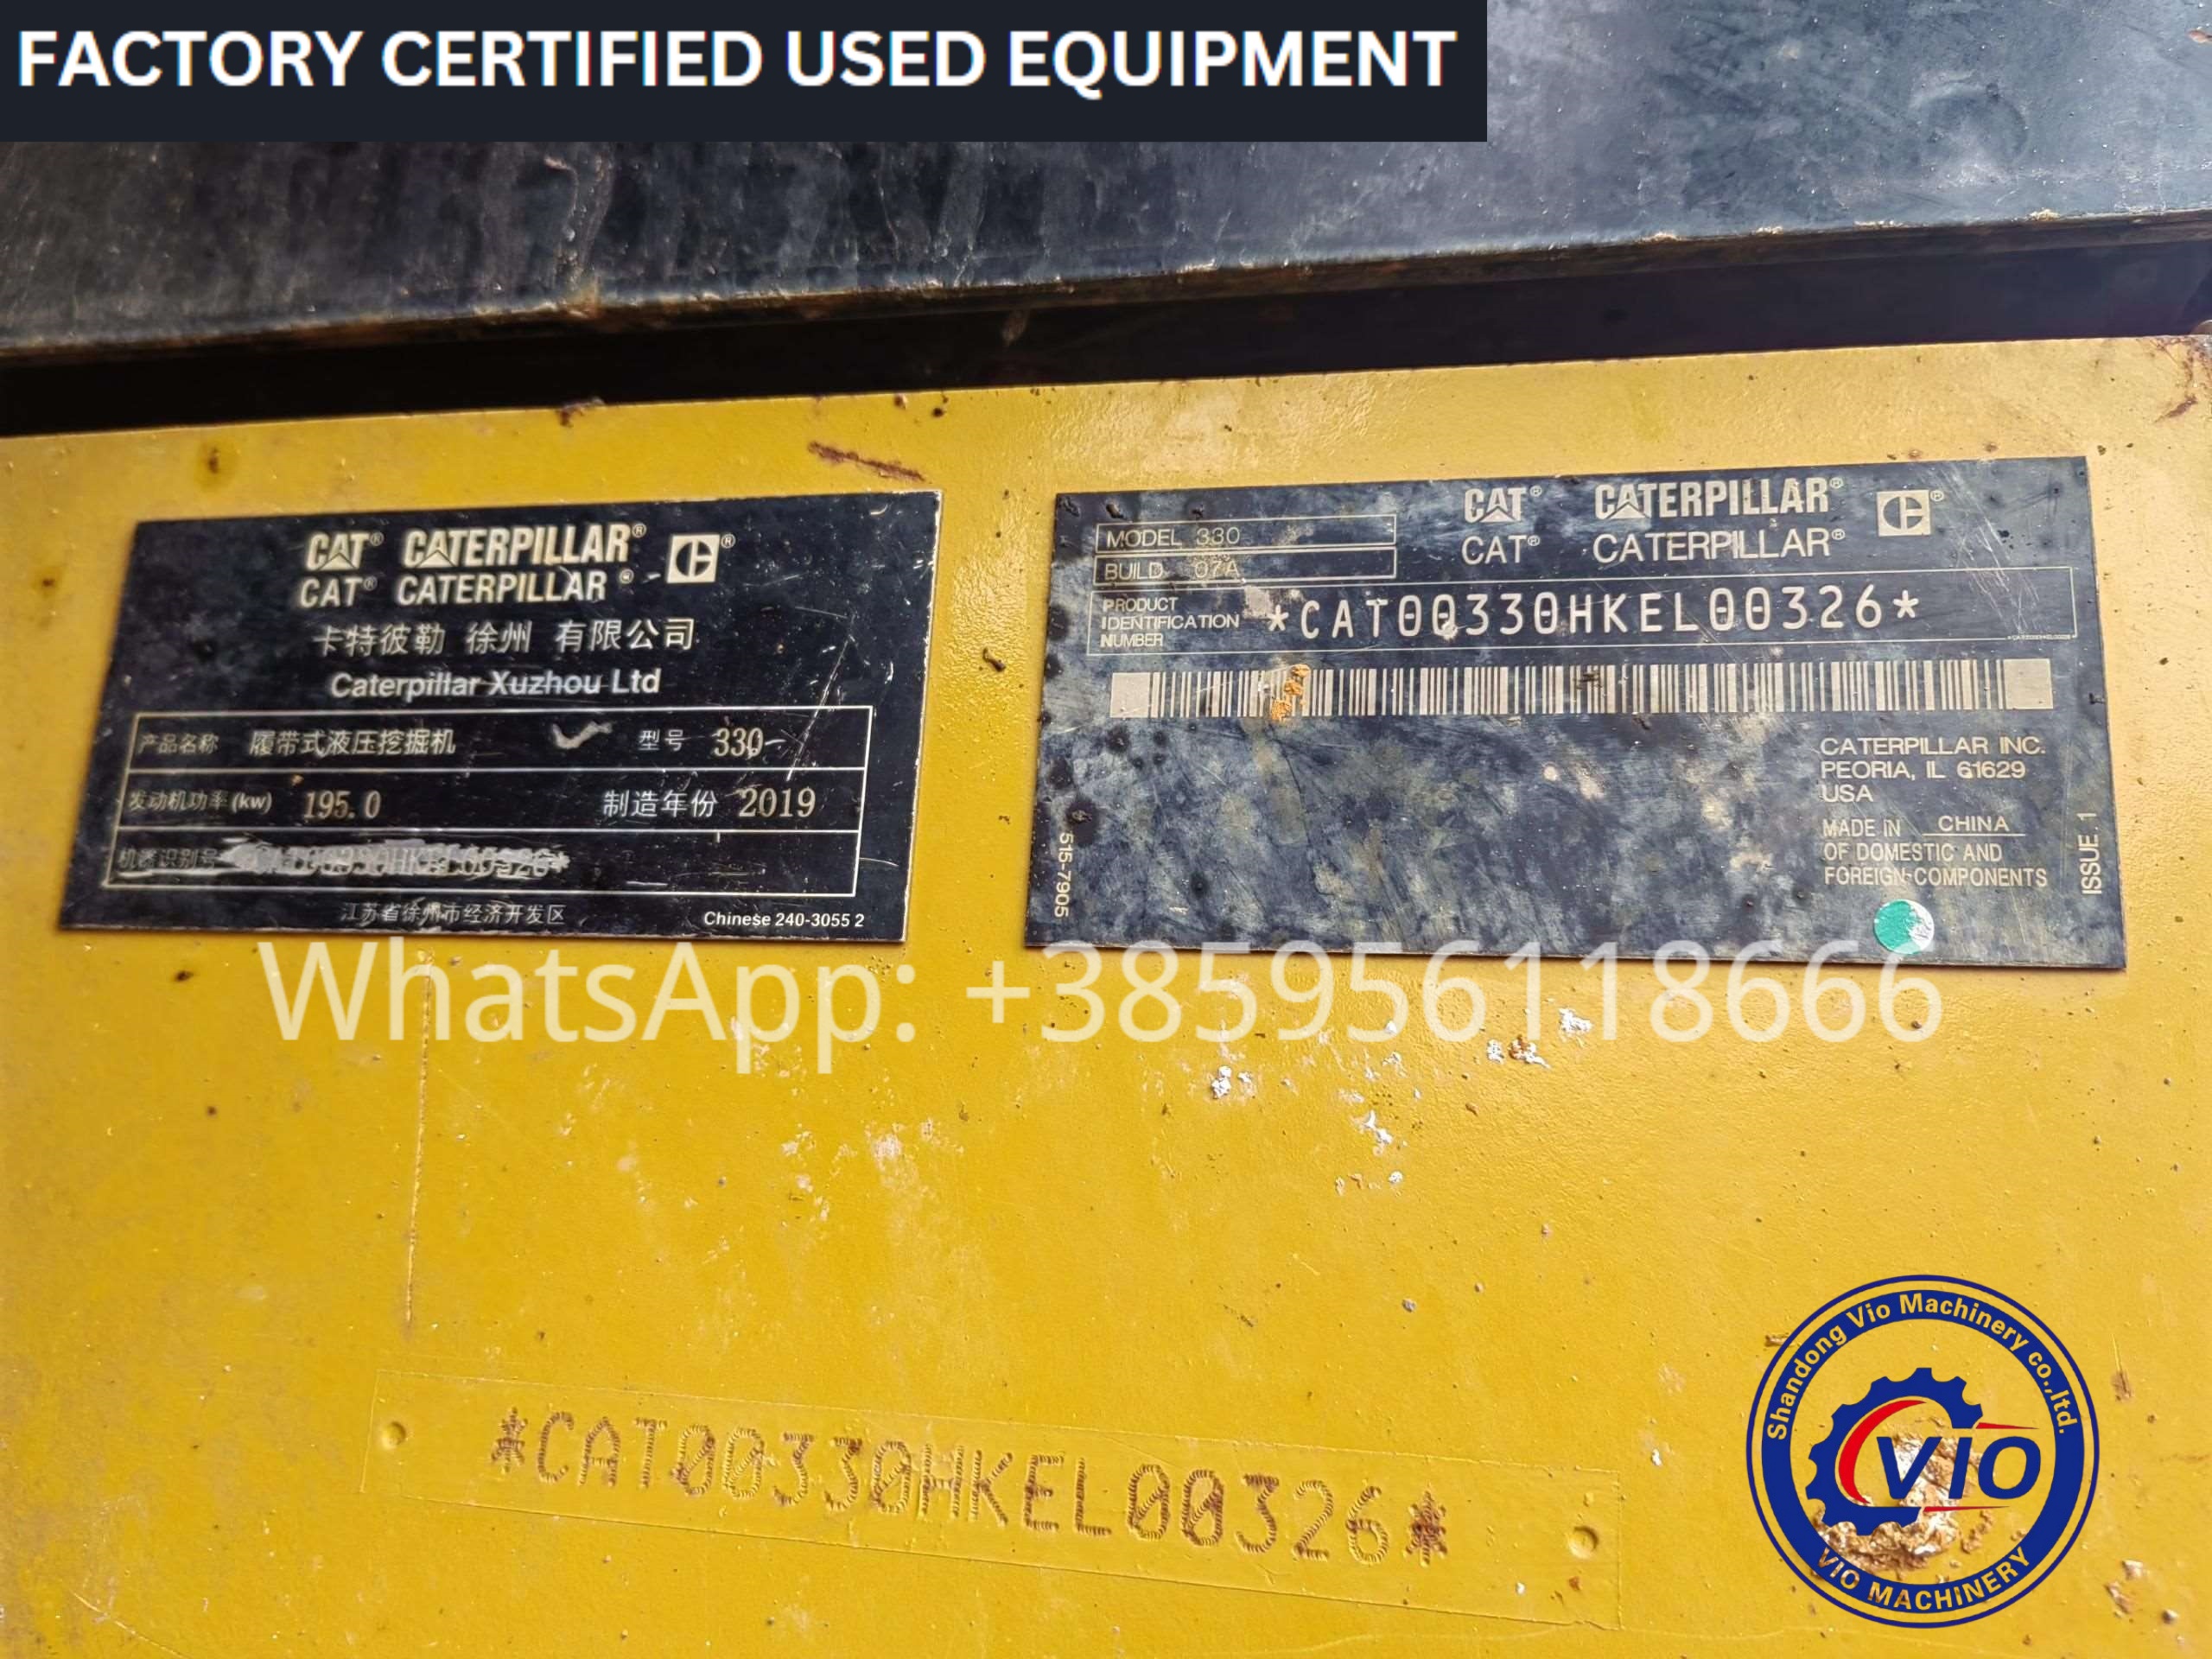 FACTORY CERTIFIED USED EQUIPMENT
CAT® CATERPILLAR® ®
CAT® CATERPILLAR®
卡特彼勒 徐州 有限公司
Caterpillar Xuzhou Ltd
产品名称 履带式液压挖掘机 型号 330
发动机功率(kw) 195.0 制造年份 2019
机器识别号
江苏省徐州市经济开发区 Chinese 240-3055 2
CAT® CATERPILLAR® ®
CAT® CATERPILLAR®
MODEL 330
BUILD 07A
PRODUCT
IDENTIFICATION
NUMBER
*CAT00330HKEL00326*
CATERPILLAR INC.
PEORIA, IL 61629
USA
MADE IN CHINA
OF DOMESTIC AND
FOREIGN COMPONENTS
515-7905
ISSUE 1
WhatsApp: +385956118666
*CAT00330HKEL00326*
Shandong Vio Machinery co.,ltd.
VIO
VIO MACHINERY